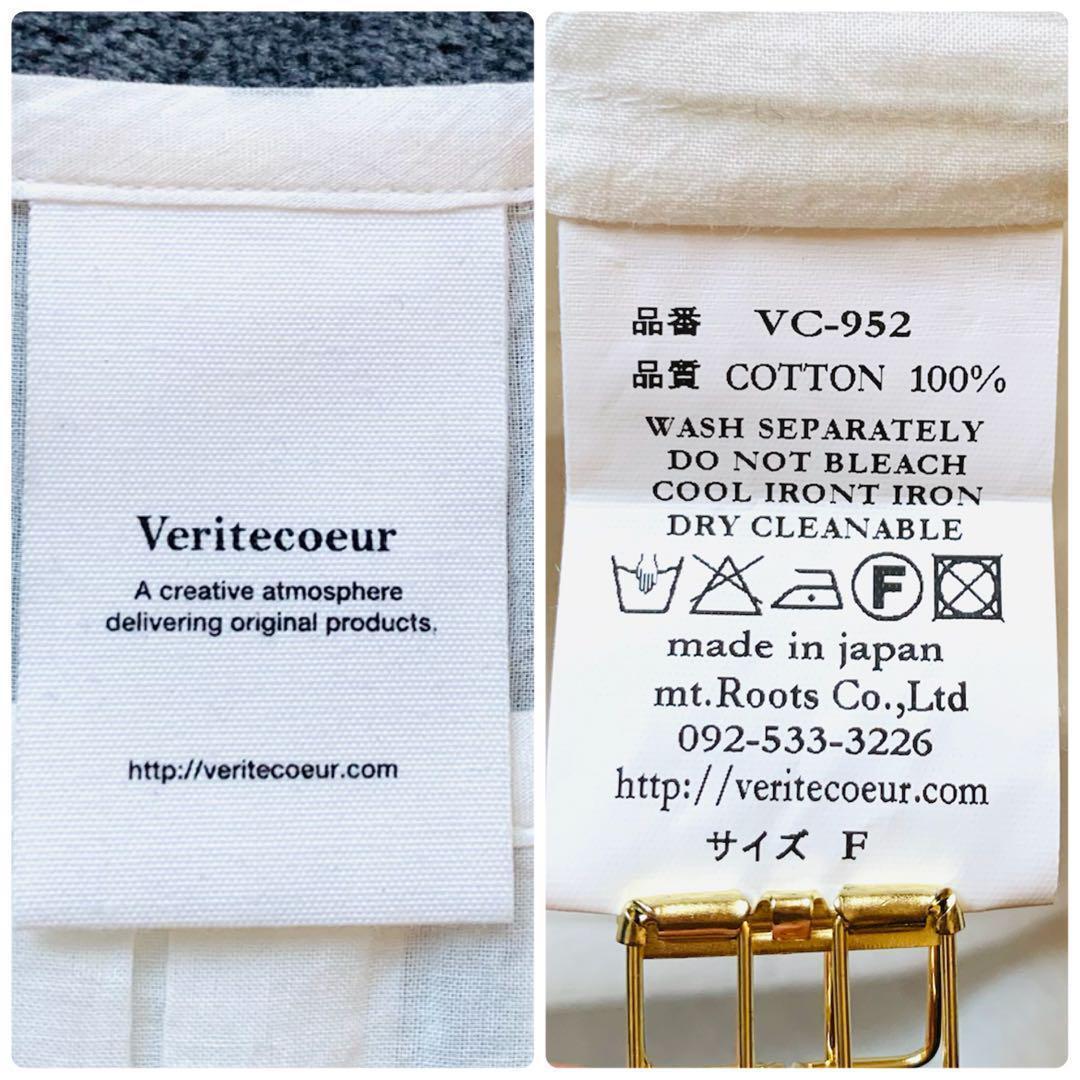 Veritecoeur
A creative atmosphere
delivering original products.
http://veritecoeur.com
品番 VC-952
品質 COTTON 100%
WASH SEPARATELY
DO NOT BLEACH
COOL IRONT IRON
DRY CLEANABLE
F
made in japan
mt.Roots Co.,Ltd
092-533-3226
http://veritecoeur.com
サイズ F